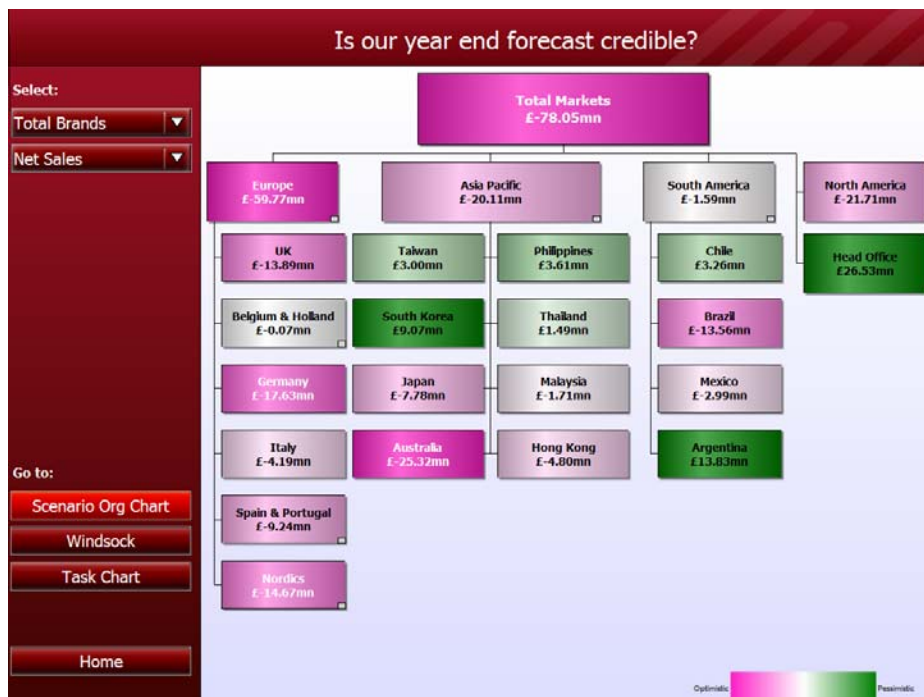 Is our year end forecast credible?
Select:
Total Brands
Net Sales
Go to:
Scenario Org Chart
Windsock
Task Chart
Home
Total Markets
£-78.05mn
Europe
£-59.77mn
Asia Pacific
£-20.11mn
South America
£-1.59mn
North America
£-21.71mn
UK
£-13.89mn
Taiwan
£3.00mn
Philippines
£3.61mn
Chile
£3.26mn
Head Office
£26.53mn
Belgium & Holland
£-0.07mn
South Korea
£9.07mn
Thailand
£1.49mn
Brazil
£-13.56mn
Germany
£-17.63mn
Japan
£-7.78mn
Malaysia
£-1.71mn
Mexico
£-2.99mn
Italy
£-4.19mn
Australia
£-25.32mn
Hong Kong
£-4.80mn
Argentina
£13.83mn
Spain & Portugal
£-9.24mn
Nordics
£-14.67mn
Optimistic
Pessimistic